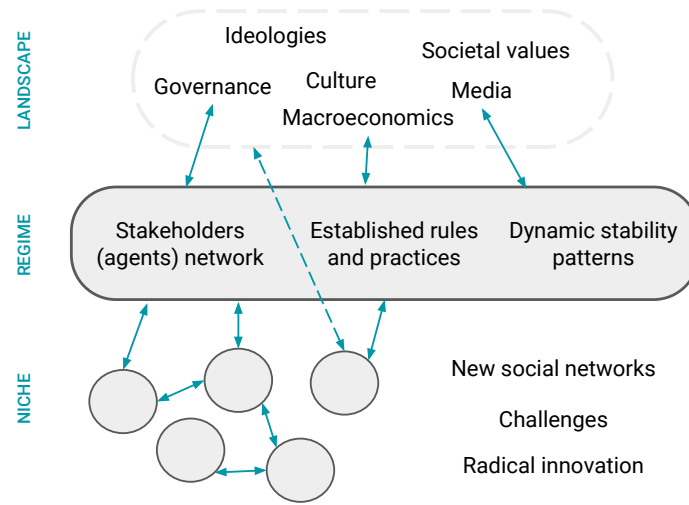 LANDSCAPE
Ideologies
Societal values
Governance
Culture
Media
Macroeconomics
REGIME
Stakeholders
(agents) network
Established rules
and practices
Dynamic stability
patterns
NICHE
New social networks
Challenges
Radical innovation